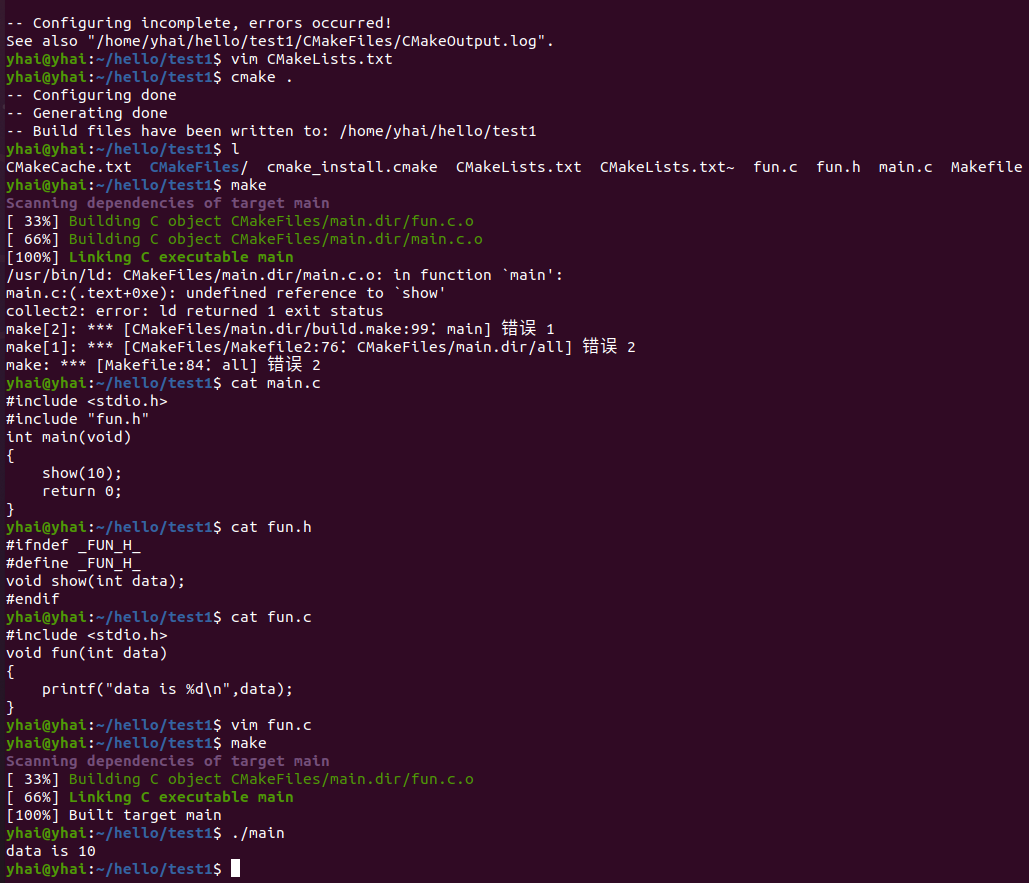 -- Configuring incomplete, errors occurred!
See also "/home/yhai/hello/test1/CMakeFiles/CMakeOutput.log".
yhai@yhai:~/hello/test1$ vim CMakeLists.txt
yhai@yhai:~/hello/test1$ cmake .
-- Configuring done
-- Generating done
-- Build files have been written to: /home/yhai/hello/test1
yhai@yhai:~/hello/test1$ l
CMakeCache.txt  CMakeFiles/  cmake_install.cmake  CMakeLists.txt  CMakeLists.txt~  fun.c  fun.h  main.c  Makefile
yhai@yhai:~/hello/test1$ make
Scanning dependencies of target main
[ 33%] Building C object CMakeFiles/main.dir/fun.c.o
[ 66%] Building C object CMakeFiles/main.dir/main.c.o
[100%] Linking C executable main
/usr/bin/ld: CMakeFiles/main.dir/main.c.o: in function `main':
main.c:(.text+0xe): undefined reference to `show'
collect2: error: ld returned 1 exit status
make[2]: *** [CMakeFiles/main.dir/build.make:99：main] 错误 1
make[1]: *** [CMakeFiles/Makefile2:76：CMakeFiles/main.dir/all] 错误 2
make: *** [Makefile:84：all] 错误 2
yhai@yhai:~/hello/test1$ cat main.c
#include <stdio.h>
#include "fun.h"
int main(void)
{
    show(10);
    return 0;
}
yhai@yhai:~/hello/test1$ cat fun.h
#ifndef _FUN_H_
#define _FUN_H_
void show(int data);
#endif
yhai@yhai:~/hello/test1$ cat fun.c
#include <stdio.h>
void fun(int data)
{
    printf("data is %d\n",data);
}
yhai@yhai:~/hello/test1$ vim fun.c
yhai@yhai:~/hello/test1$ make
Scanning dependencies of target main
[ 33%] Building C object CMakeFiles/main.dir/fun.c.o
[ 66%] Linking C executable main
[100%] Built target main
yhai@yhai:~/hello/test1$ ./main
data is 10
yhai@yhai:~/hello/test1$